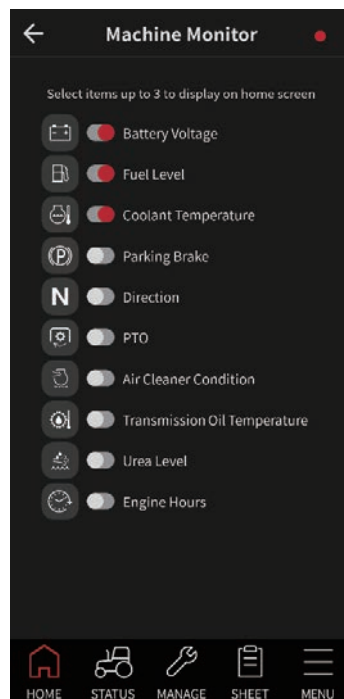 Machine Monitor
Select items up to 3 to display on home screen
Battery Voltage
Fuel Level
Coolant Temperature
P Parking Brake
N Direction
PTO
Air Cleaner Condition
Transmission Oil Temperature
Urea Level
Engine Hours
HOME STATUS MANAGE SHEET MENU